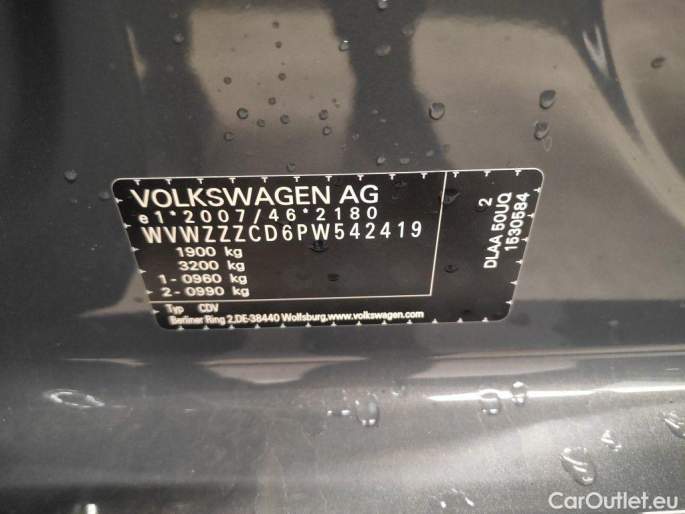 VOLKSWAGEN AG
e1*2007/46*2180
WVWZZZCD6PW542419
1900 kg
3200 kg
1- 0960 kg
2- 0990 kg
Typ CDV
Berliner Ring 2,DE-38440 Wolfsburg,www.volkswagen.com
2
DLAA 50UQ
1530584
CarOutlet.eu